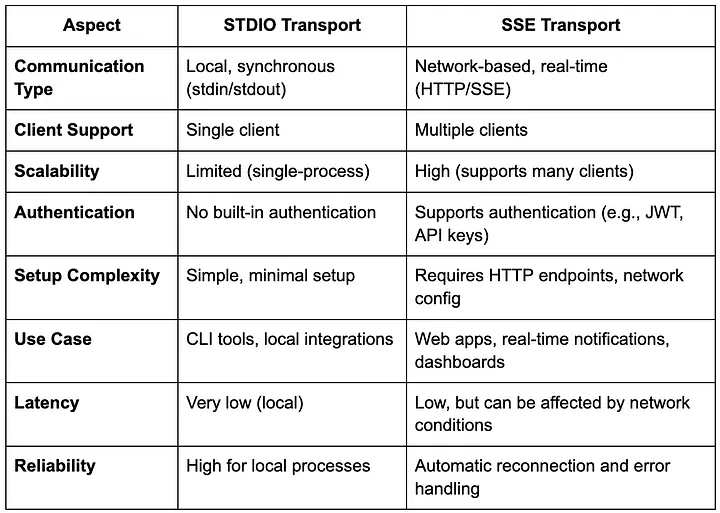 Aspect STDIO Transport SSE Transport
Communication Type Local, synchronous (stdin/stdout) Network-based, real-time (HTTP/SSE)
Client Support Single client Multiple clients
Scalability Limited (single-process) High (supports many clients)
Authentication No built-in authentication Supports authentication (e.g., JWT, API keys)
Setup Complexity Simple, minimal setup Requires HTTP endpoints, network config
Use Case CLI tools, local integrations Web apps, real-time notifications, dashboards
Latency Very low (local) Low, but can be affected by network conditions
Reliability High for local processes Automatic reconnection and error handling